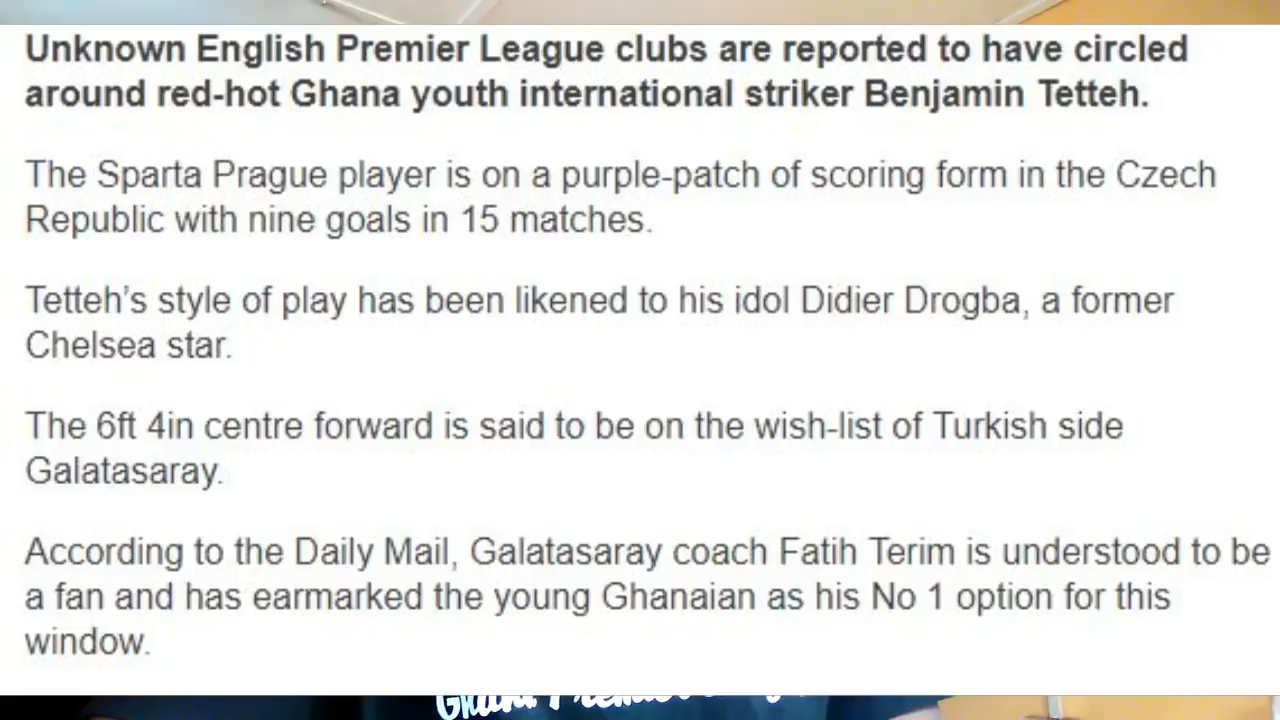 Unknown English Premier League clubs are reported to have circled
around red-hot Ghana youth international striker Benjamin Tetteh.
The Sparta Prague player is on a purple-patch of scoring form in the Czech
Republic with nine goals in 15 matches.
Tetteh’s style of play has been likened to his idol Didier Drogba, a former
Chelsea star.
The 6ft 4in centre forward is said to be on the wish-list of Turkish side
Galatasaray.
According to the Daily Mail, Galatasaray coach Fatih Terim is understood to be
a fan and has earmarked the young Ghanaian as his No 1 option for this
window.
Ghana